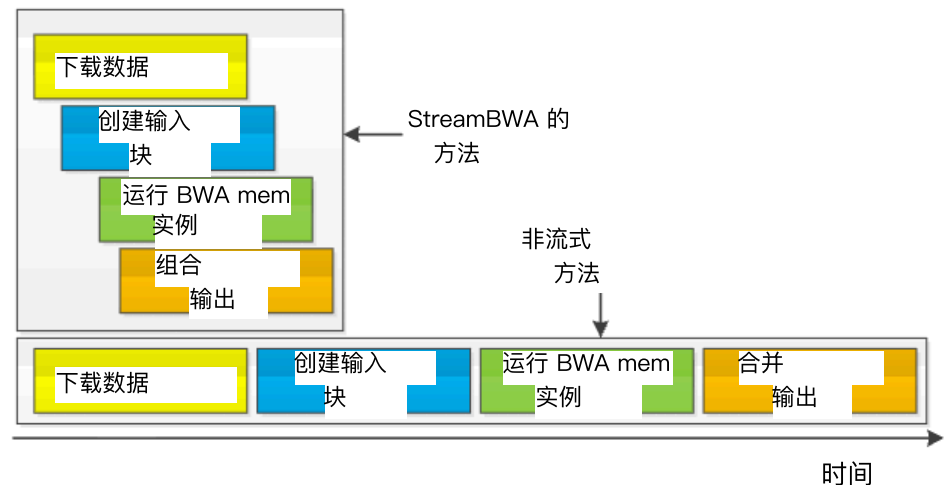 下载数据
创建输入
块
运行 BWA mem
实例
组合
输出
StreamBWA 的
方法
非流式
方法
下载数据
创建输入
块
运行 BWA mem
实例
合并
输出
时间